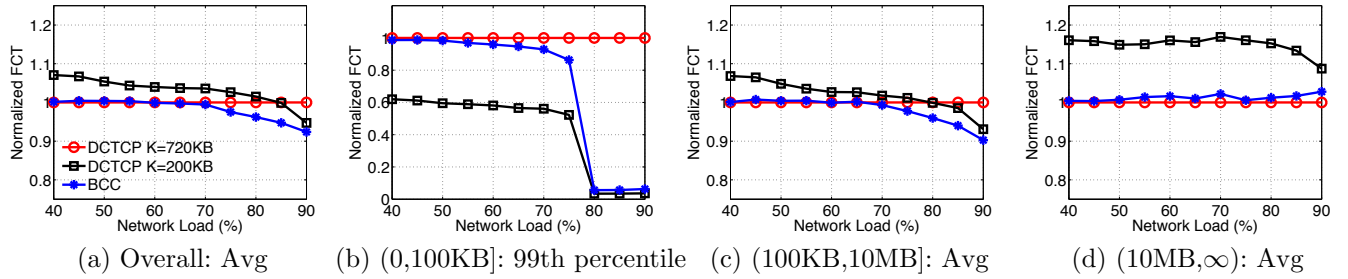 Normalized FCT
1.2
1.1
1
0.9
0.8
DCTCP K=720KB
DCTCP K=200KB
BCC
40 50 60 70 80 90
Network Load (%)
(a) Overall: Avg
Normalized FCT
1
0.8
0.6
0.4
0.2
0
40 50 60 70 80 90
Network Load (%)
(b) (0,100KB]: 99th percentile
Normalized FCT
1.2
1.1
1
0.9
0.8
40 50 60 70 80 90
Network Load (%)
(c) (100KB,10MB]: Avg
Normalized FCT
1.2
1.1
1
0.9
0.8
40 50 60 70 80 90
Network Load (%)
(d) (10MB,∞): Avg